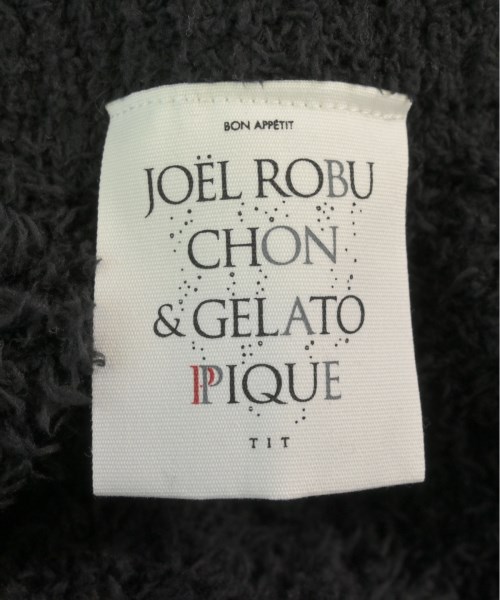 BON APPÉTIT
JOËL ROBU
CHON
& GELATO
PIQUE
TIT